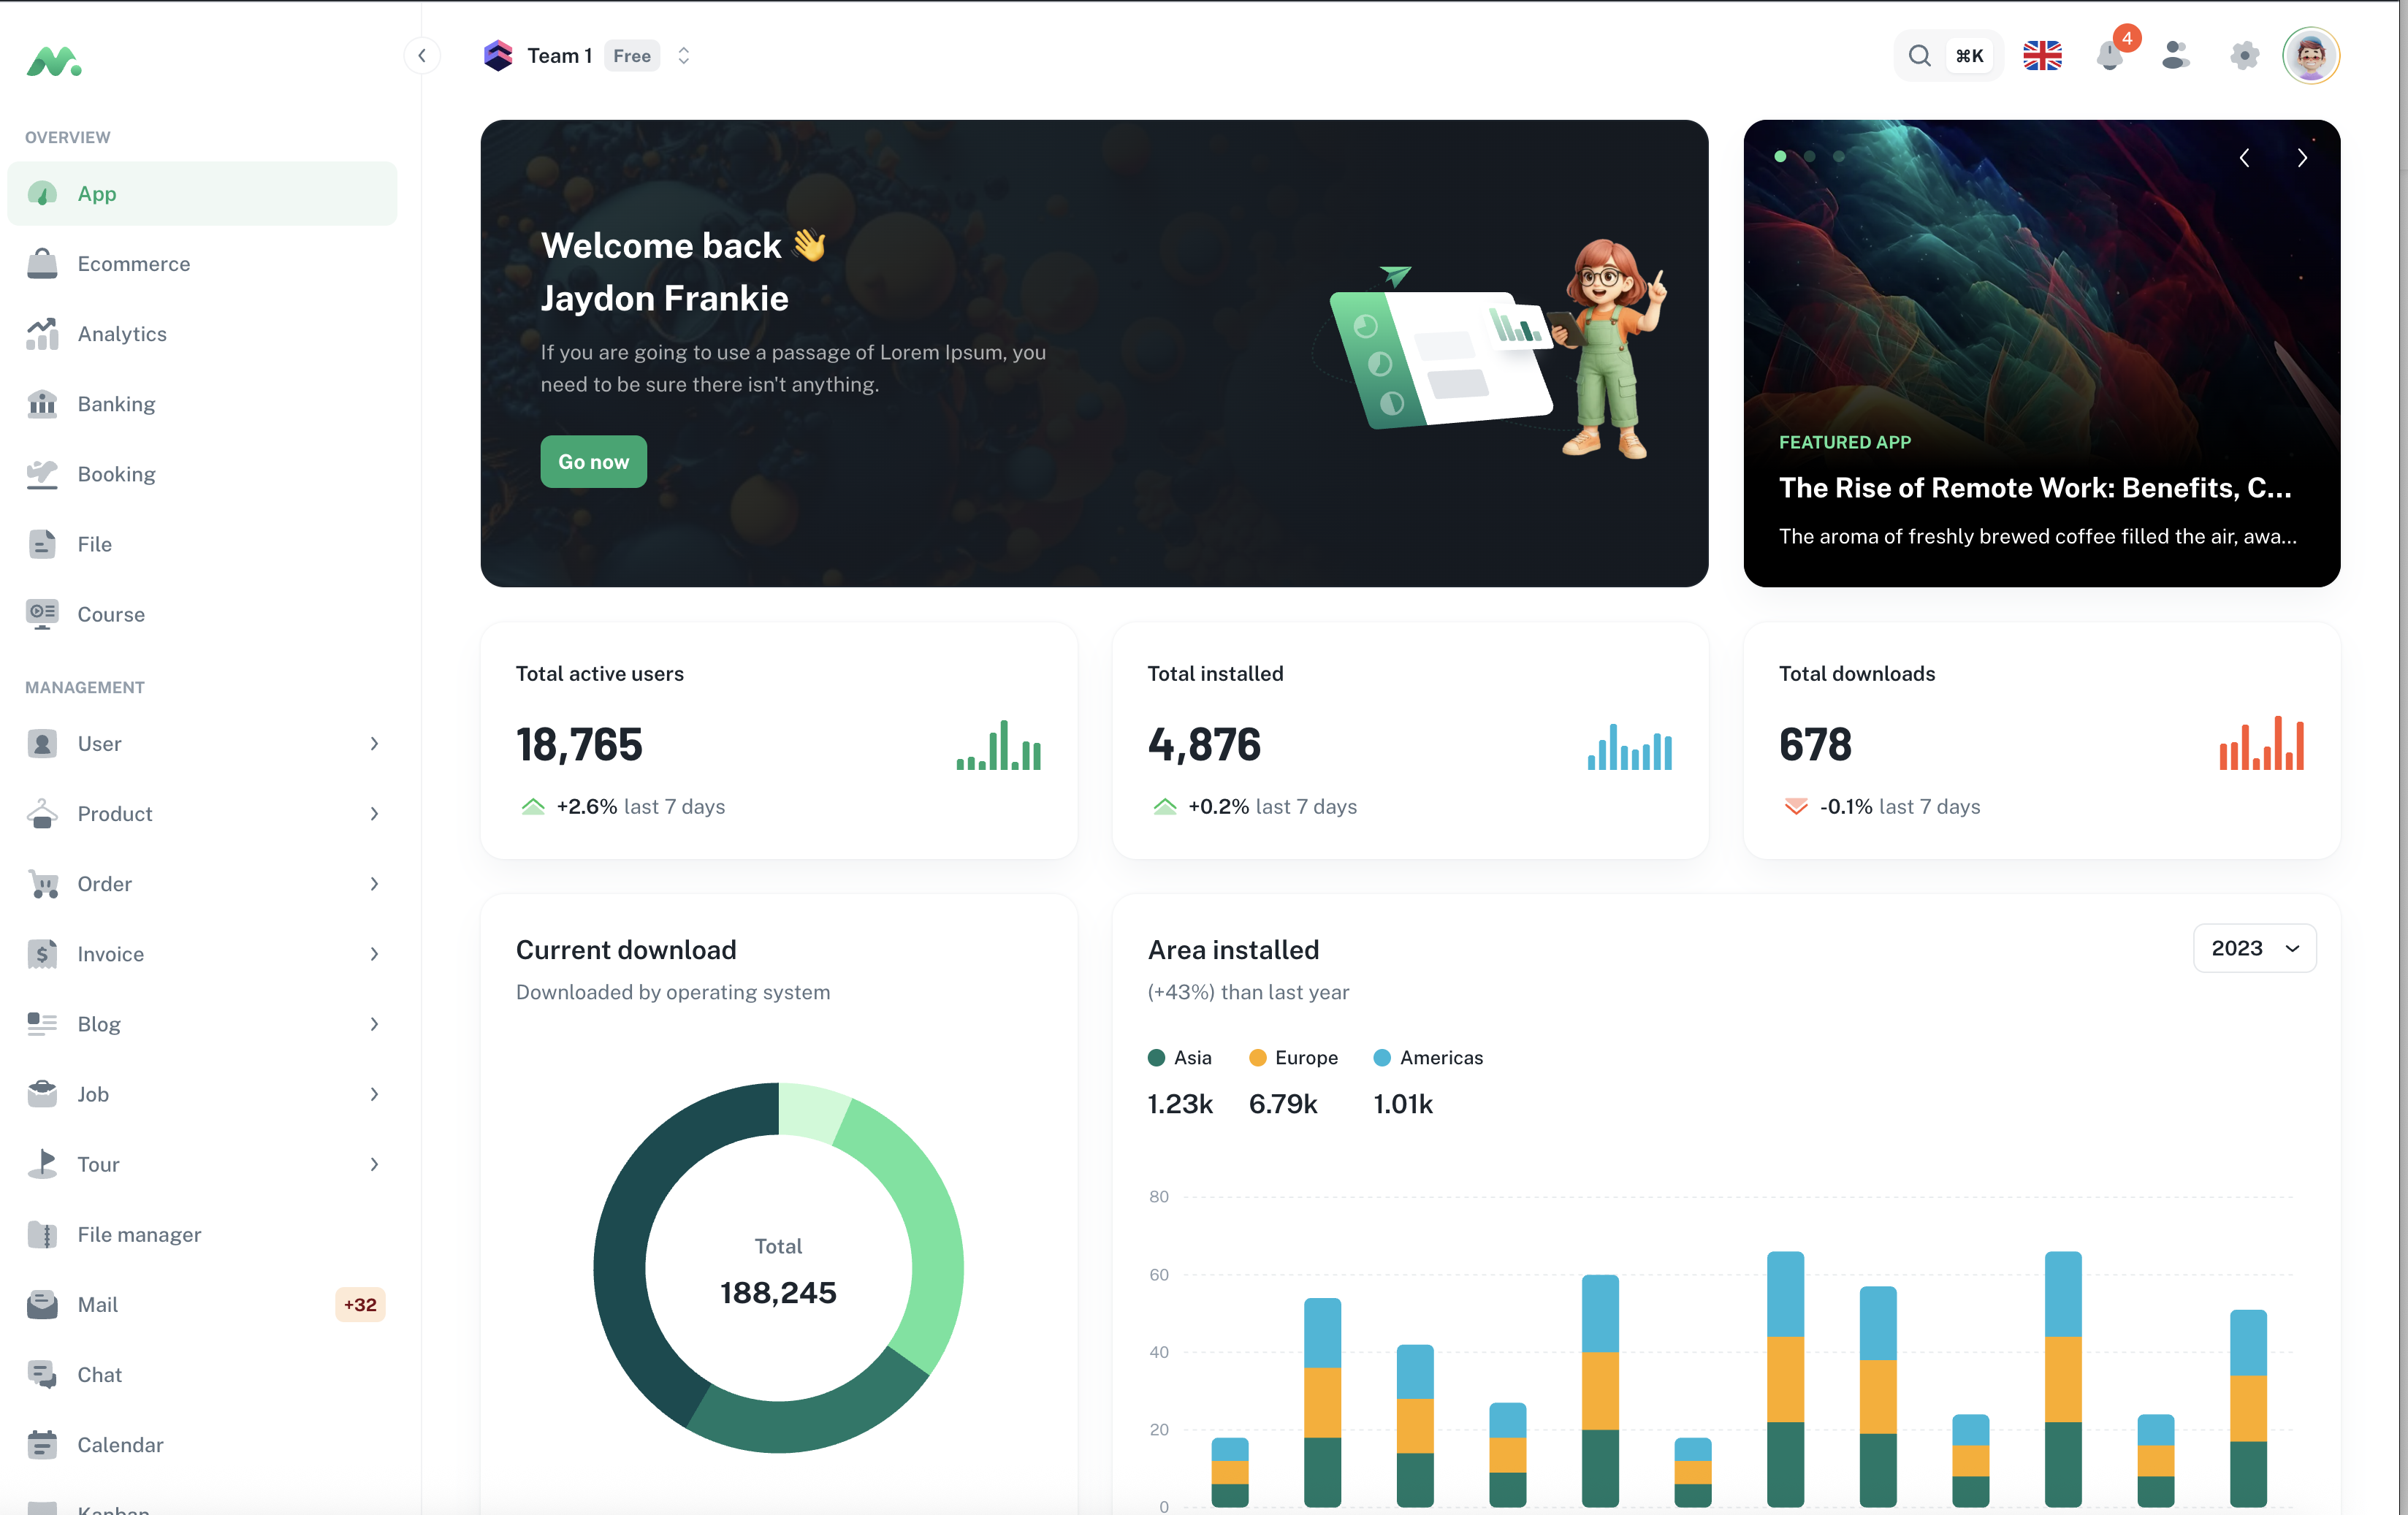 Team 1 Free
⌘K
4
OVERVIEW
App
Ecommerce
Analytics
Banking
Booking
File
Course
MANAGEMENT
User
Product
Order
Invoice
Blog
Job
Tour
File manager
Mail +32
Chat
Calendar
Kanban
Welcome back 👋
Jaydon Frankie
If you are going to use a passage of Lorem Ipsum, you
need to be sure there isn't anything.
Go now
FEATURED APP
The Rise of Remote Work: Benefits, C...
The aroma of freshly brewed coffee filled the air, awa...
Total active users
18,765
+2.6% last 7 days
Total installed
4,876
+0.2% last 7 days
Total downloads
678
-0.1% last 7 days
Current download
Downloaded by operating system
Total
188,245
Area installed
(+43%) than last year
2023
Asia Europe Americas
1.23k 6.79k 1.01k
80
60
40
20
0